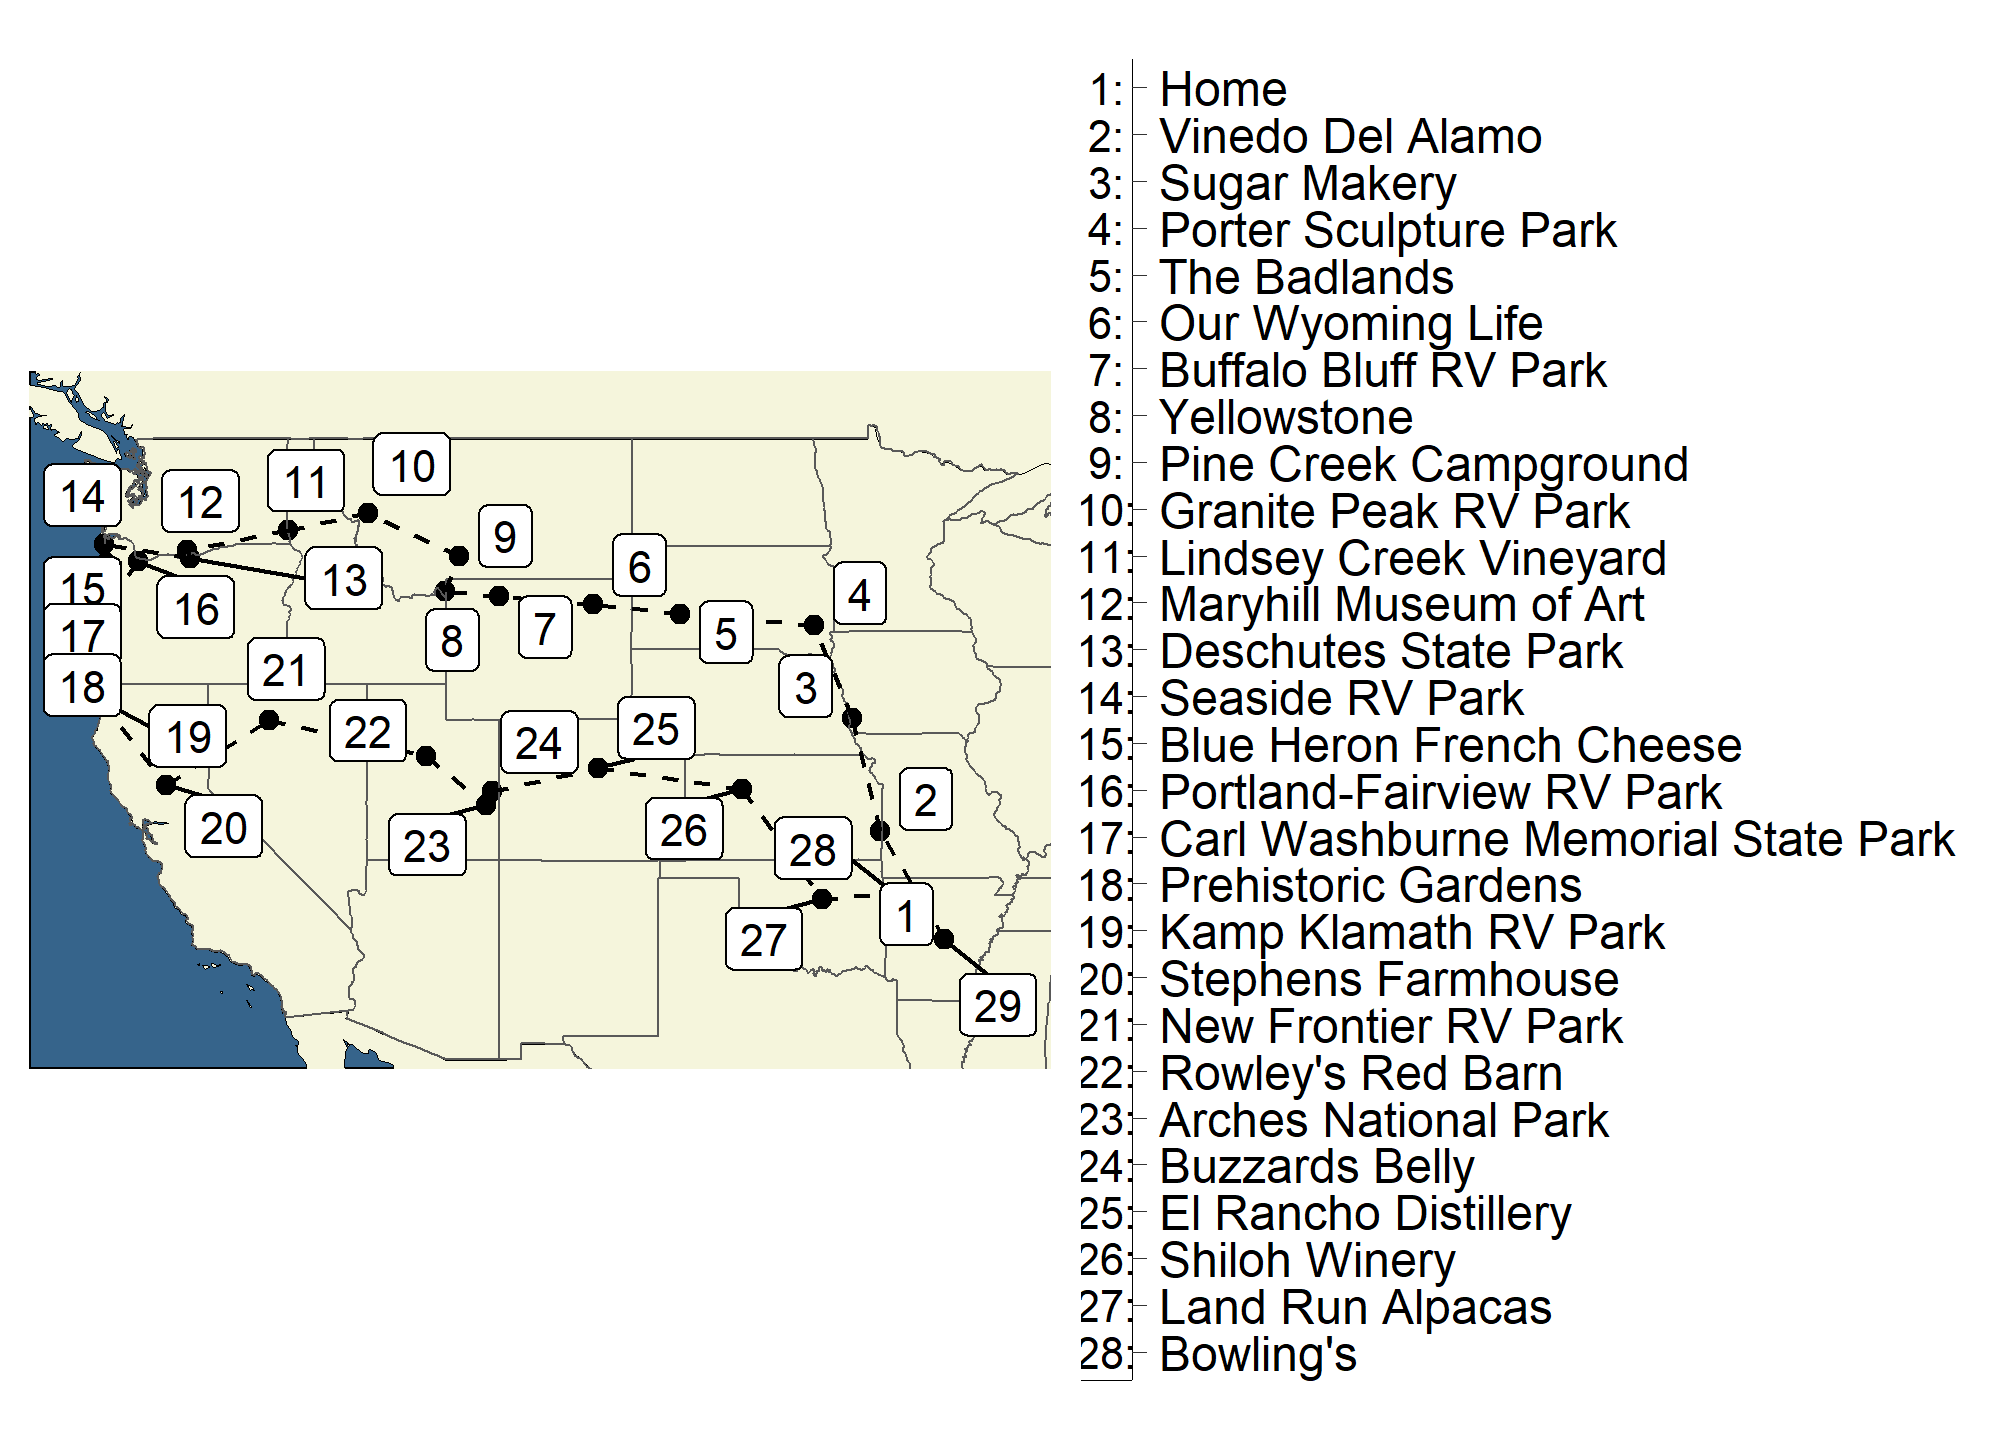 14
12
11
10
9
6
4
15
16
13
7
8
5
17
18
21
3
19
22
24
25
2
20
23
26
28
27
1
29
1: Home
2: Vinedo Del Alamo
3: Sugar Makery
4: Porter Sculpture Park
5: The Badlands
6: Our Wyoming Life
7: Buffalo Bluff RV Park
8: Yellowstone
9: Pine Creek Campground
10: Granite Peak RV Park
11: Lindsey Creek Vineyard
12: Maryhill Museum of Art
13: Deschutes State Park
14: Seaside RV Park
15: Blue Heron French Cheese
16: Portland-Fairview RV Park
17: Carl Washburne Memorial State Park
18: Prehistoric Gardens
19: Kamp Klamath RV Park
20: Stephens Farmhouse
21: New Frontier RV Park
22: Rowley's Red Barn
23: Arches National Park
24: Buzzards Belly
25: El Rancho Distillery
26: Shiloh Winery
27: Land Run Alpacas
28: Bowling's